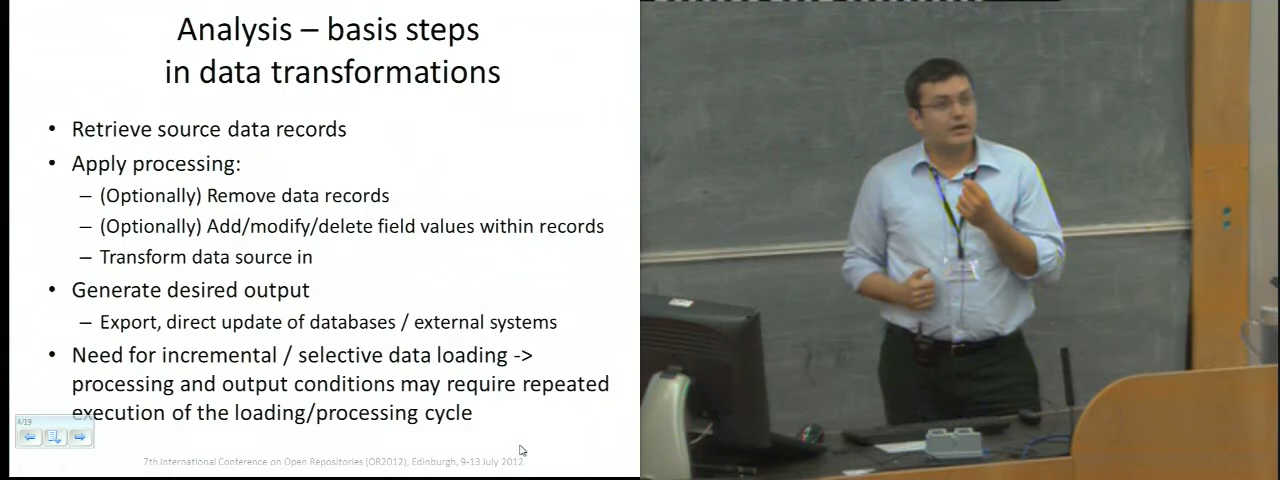 Analysis – basis steps
in data transformations
• Retrieve source data records
• Apply processing:
– (Optionally) Remove data records
– (Optionally) Add/modify/delete field values within records
– Transform data source in
• Generate desired output
– Export, direct update of databases / external systems
• Need for incremental / selective data loading ->
processing and output conditions may require repeated
execution of the loading/processing cycle
4/19
7th International Conference on Open Repositories (OR2012), Edinburgh, 9-13 July 2012